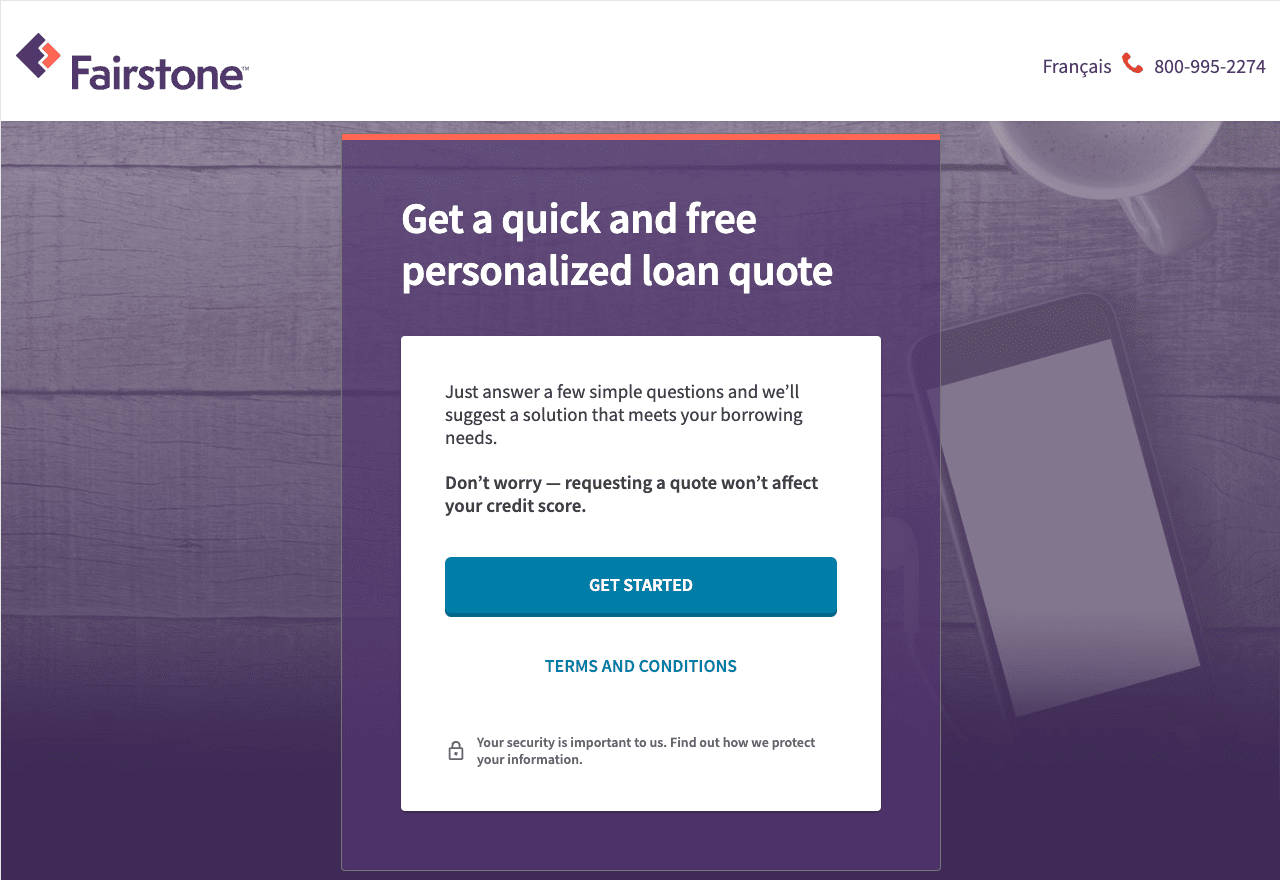 Fairstone™
Français 800-995-2274
Get a quick and free
personalized loan quote
Just answer a few simple questions and we’ll
suggest a solution that meets your borrowing
needs.
Don’t worry — requesting a quote won’t affect
your credit score.
GET STARTED
TERMS AND CONDITIONS
Your security is important to us. Find out how we protect
your information.